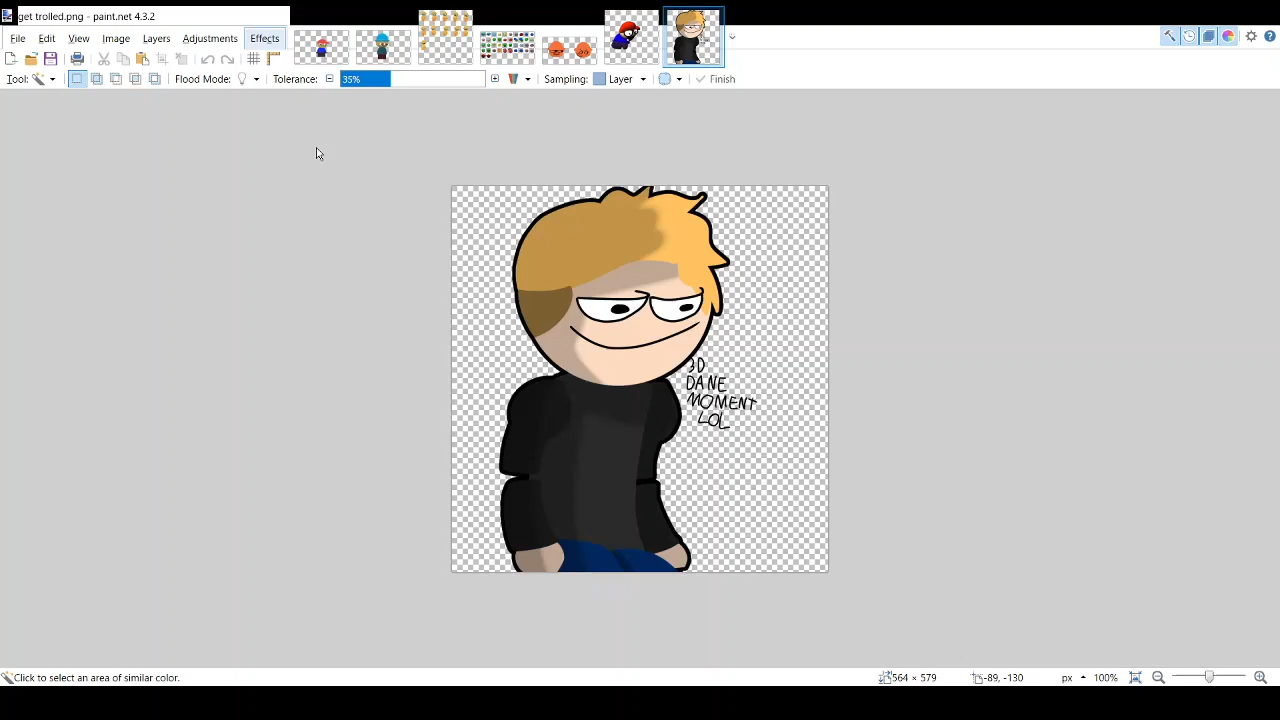 get trolled.png - paint.net 4.3.2
File Edit View Image Layers Adjustments Effects
Tool: Flood Mode: Tolerance: 35% Sampling: Layer Finish
3D
DANE
MOMENT
LOL
Click to select an area of similar color. 564 × 579 -89, -130 px 100%